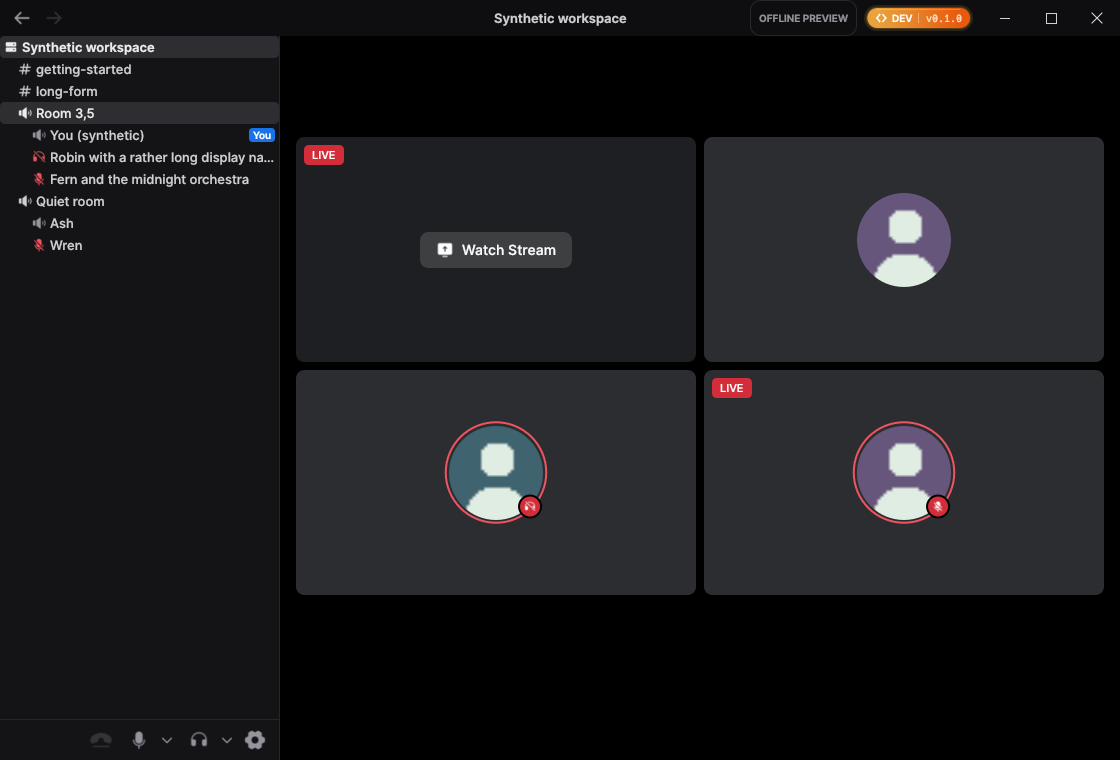 Synthetic workspace
OFFLINE PREVIEW
DEV
v0.1.0
Synthetic workspace
# getting-started
# long-form
Room 3,5
You (synthetic)
You
Robin with a rather long display na...
Fern and the midnight orchestra
Quiet room
Ash
Wren
LIVE
Watch Stream
LIVE